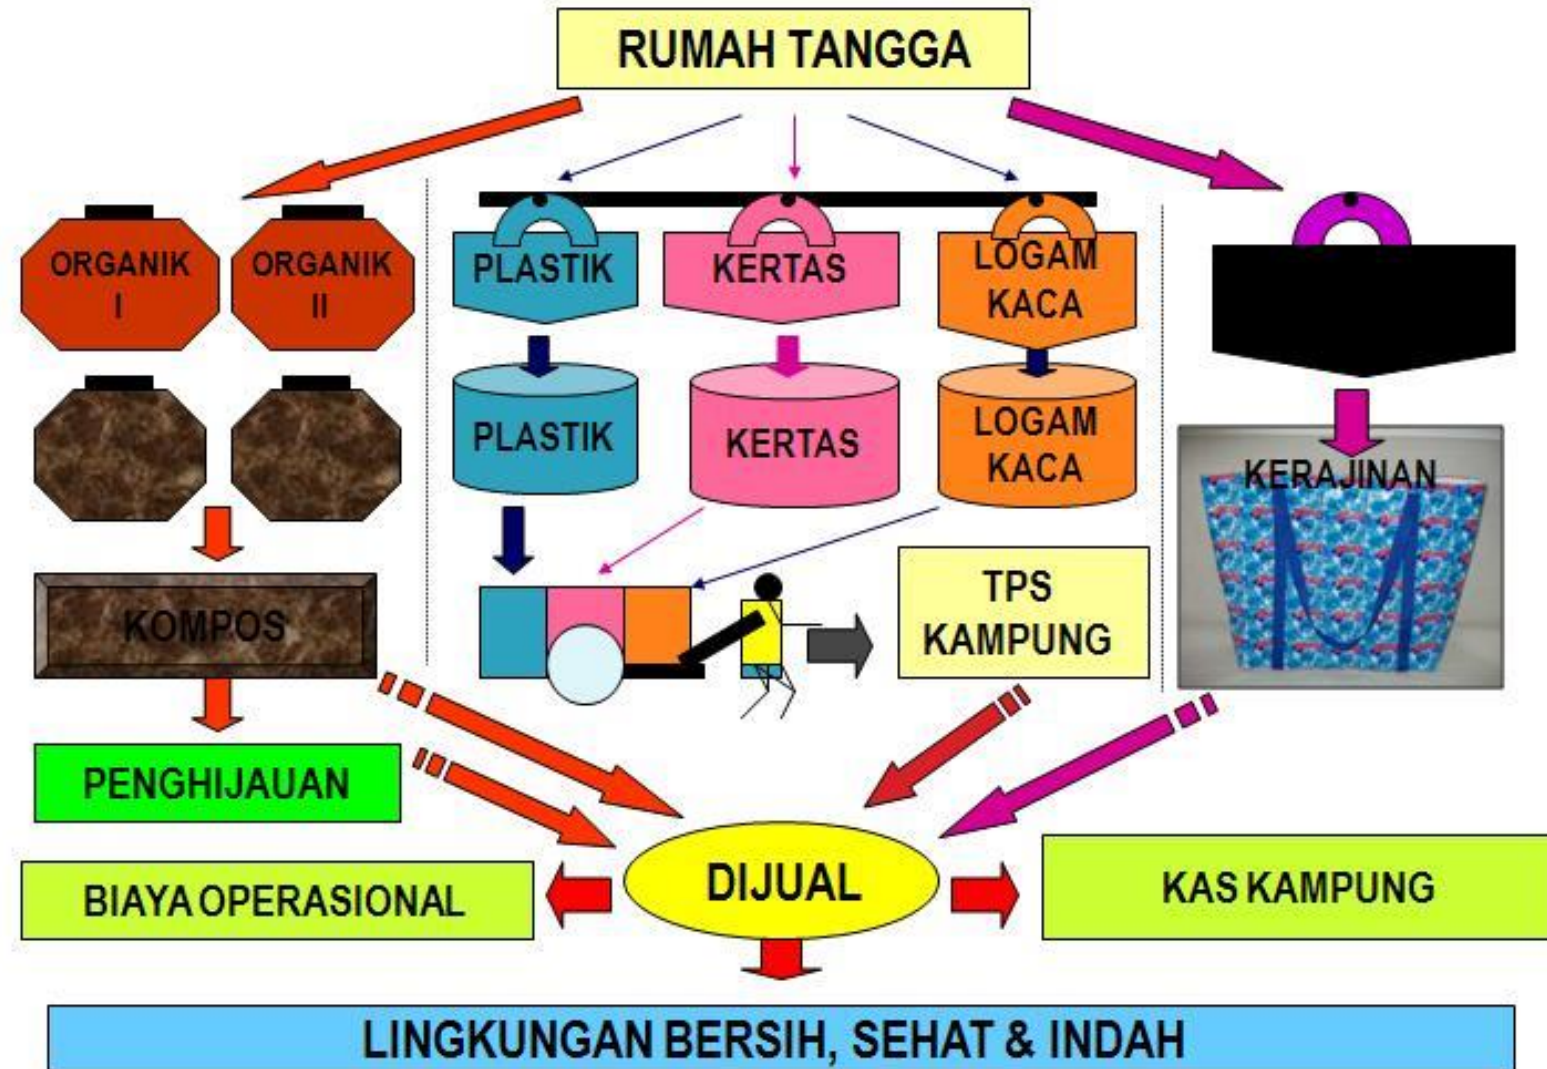 RUMAH TANGGA
ORGANIK
I
ORGANIK
II
PLASTIK
KERTAS
LOGAM
KACA
PLASTIK
KERTAS
LOGAM
KACA
KERAJINAN
KOMPOS
TPS
KAMPUNG
PENGHIJAUAN
BIAYA OPERASIONAL
DIJUAL
KAS KAMPUNG
LINGKUNGAN BERSIH, SEHAT & INDAH